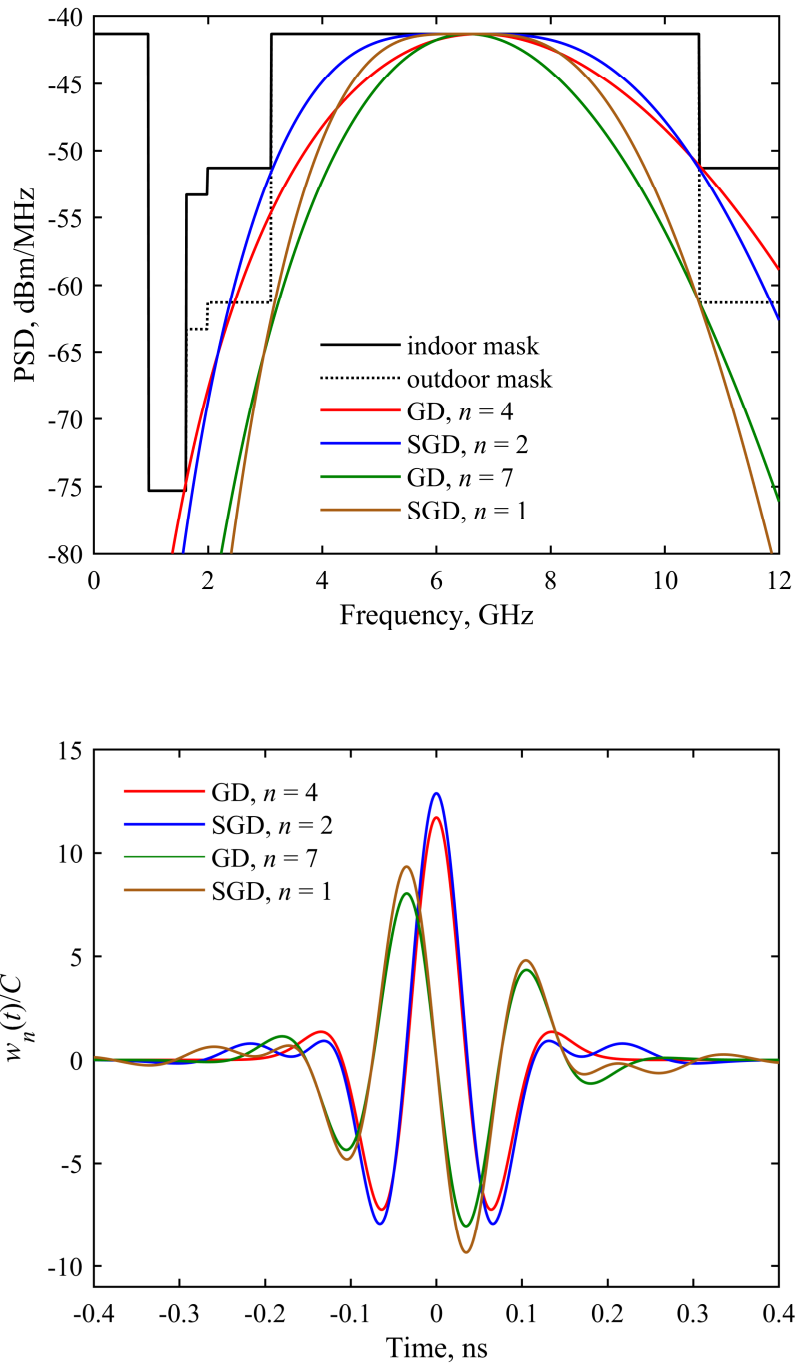 -40
-45
-50
-55
-60
-65
-70
-75
-80
PSD, dBm/MHz
indoor mask
outdoor mask
GD, n = 4
SGD, n = 2
GD, n = 7
SGD, n = 1
0 2 4 6 8 10 12
Frequency, GHz
15
10
5
0
-5
-10
wn(t)/C
GD, n = 4
SGD, n = 2
GD, n = 7
SGD, n = 1
-0.4 -0.3 -0.2 -0.1 0 0.1 0.2 0.3 0.4
Time, ns